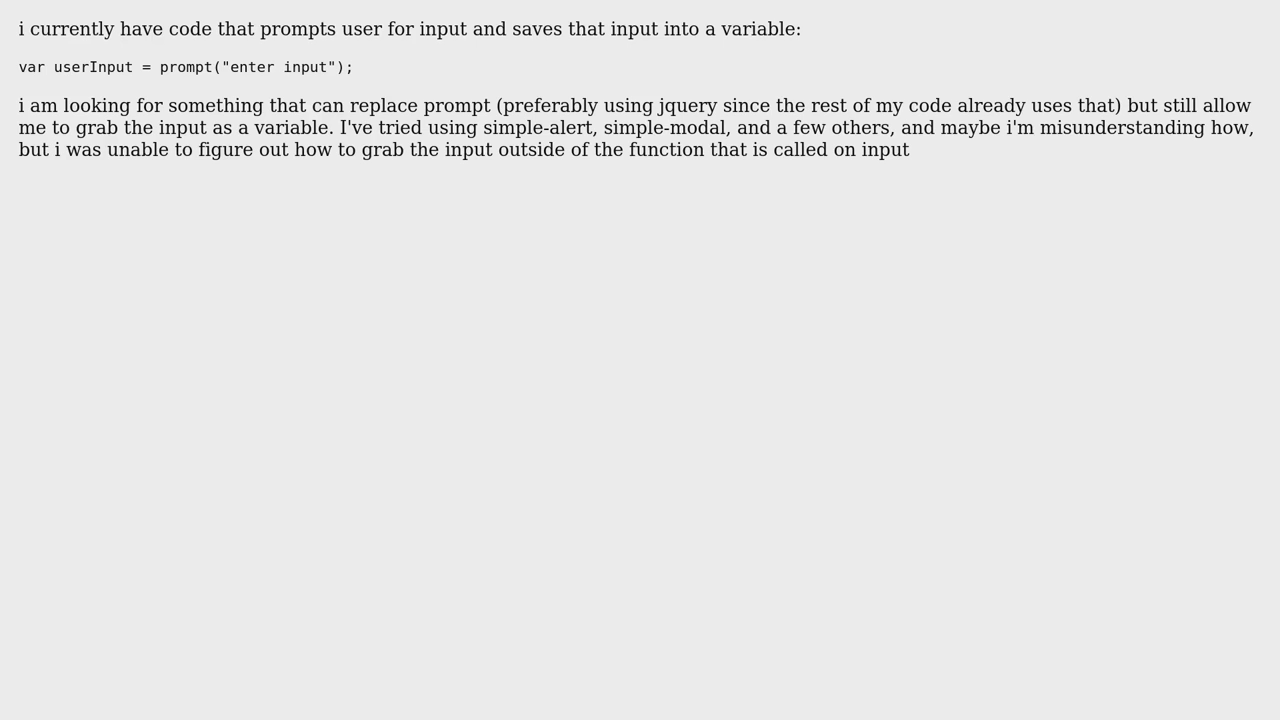 i currently have code that prompts user for input and saves that input into a variable:
var userInput = prompt("enter input");
i am looking for something that can replace prompt (preferably using jquery since the rest of my code already uses that) but still allow
me to grab the input as a variable. I've tried using simple-alert, simple-modal, and a few others, and maybe i'm misunderstanding how,
but i was unable to figure out how to grab the input outside of the function that is called on input